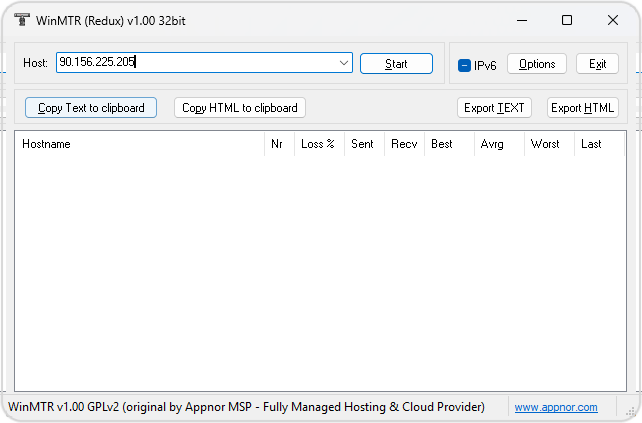 WinMTR (Redux) v1.00 32bit
Host: 90.156.225.205 Start IPv6 Options Exit
Copy Text to clipboard Copy HTML to clipboard Export TEXT Export HTML
Hostname Nr Loss % Sent Recv Best Avrg Worst Last
WinMTR v1.00 GPLv2 (original by Appnor MSP - Fully Managed Hosting & Cloud Provider) www.appnor.com